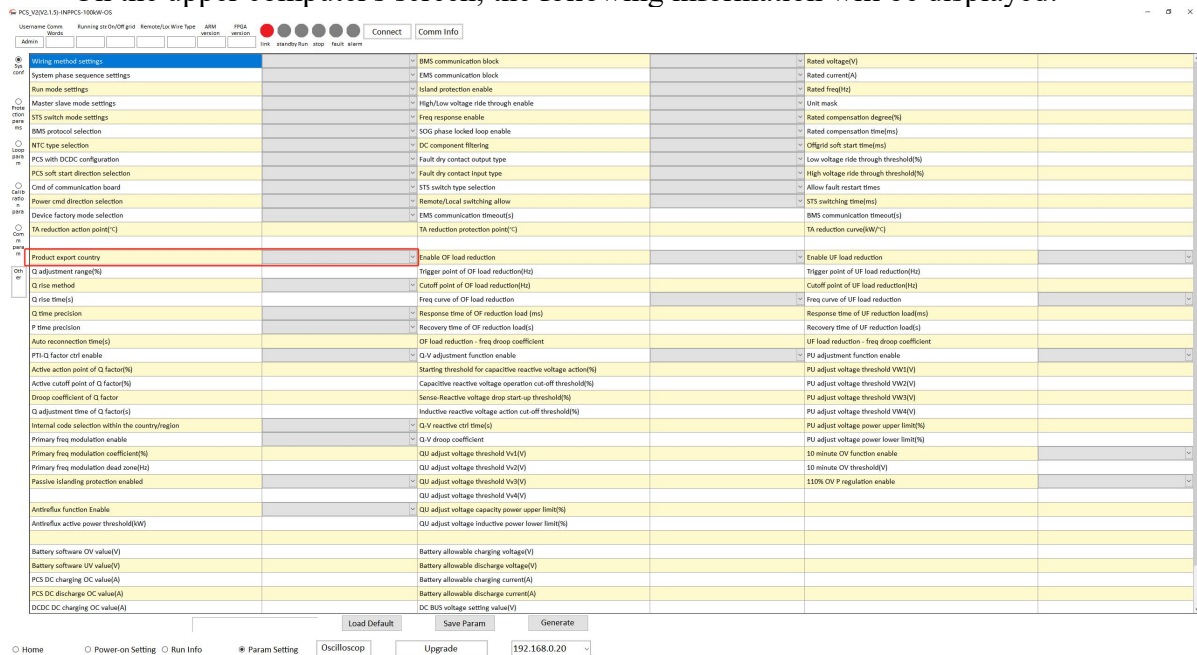 On the upper computer's screen, the following information will be displayed:
PCS_V2(V2.1.5)-INPPCS-100kW-OS
Username Comm Words Running str On/Off grid Remote/Loc Wire Type ARM version FPGA version
Admin
link standby Run stop fault alarm
Connect Comm Info
Sys conf
Protection params
Loop param
Calibration para
Comm param
Other
Wiring method settings BMS communication block Rated voltage(V)
System phase sequence settings EMS communication block Rated current(A)
Run mode settings Island protection enable Rated freq(Hz)
Master slave mode settings High/Low voltage ride through enable Unit mask
STS switch mode settings Freq response enable Rated compensation degree(%)
BMS protocol selection SOG phase locked loop enable Rated compensation time(ms)
NTC type selection DC component filtering Offgrid soft start time(ms)
PCS with DCDC configuration Fault dry contact output type Low voltage ride through threshold(%)
PCS soft start direction selection Fault dry contact input type High voltage ride through threshold(%)
Cmd of communication board STS switch type selection Allow fault restart times
Power cmd direction selection Remote/Local switching allow STS switching time(ms)
Device factory mode selection EMS communication timeout(s) BMS communication timeout(s)
TA reduction action point(°C) TA reduction protection point(°C) TA reduction curve(kW/°C)
Product export country Enable OF load reduction Enable UF load reduction
Q adjustment range(%) Trigger point of OF load reduction(Hz) Trigger point of UF load reduction(Hz)
Q rise method Cutoff point of OF load reduction(Hz) Cutoff point of UF load reduction(Hz)
Q rise time(s) Freq curve of OF load reduction Freq curve of UF load reduction
Q time precision Response time of OF reduction load (ms) Response time of UF reduction load(ms)
P time precision Recovery time of OF reduction load(s) Recovery time of UF reduction load(s)
Auto reconnection time(s) OF load reduction - freq droop coefficient UF load reduction - freq droop coefficient
PTI-Q factor ctrl enable Q-V adjustment function enable PU adjustment function enable
Active action point of Q factor(%) Starting threshold for capacitive reactive voltage action(%) PU adjust voltage threshold VW1(V)
Active cutoff point of Q factor(%) Capacitive reactive voltage operation cut-off threshold(%) PU adjust voltage threshold VW2(V)
Droop coefficient of Q factor Sense-Reactive voltage drop start-up threshold(%) PU adjust voltage threshold VW3(V)
Q adjustment time of Q factor(s) Inductive reactive voltage action cut-off threshold(%) PU adjust voltage threshold VW4(V)
Internal code selection within the country/region Q-V reactive ctrl time(s) PU adjust voltage power upper limit(%)
Primary freq modulation enable Q-V droop coefficient PU adjust voltage power lower limit(%)
Primary freq modulation coefficient(%) QU adjust voltage threshold Vv1(V) 10 minute OV function enable
Primary freq modulation dead zone(Hz) QU adjust voltage threshold Vv2(V) 10 minute OV threshold(V)
Passive islanding protection enabled QU adjust voltage threshold Vv3(V) 110% OV P regulation enable
QU adjust voltage threshold Vv4(V)
Antireflux function Enable QU adjust voltage capacity power upper limit(%)
Antireflux active power threshold(kW) QU adjust voltage inductive power lower limit(%)
Battery software OV value(V) Battery allowable charging voltage(V)
Battery software UV value(V) Battery allowable discharge voltage(V)
PCS DC charging OC value(A) Battery allowable charging current(A)
PCS DC discharge OC value(A) Battery allowable discharge current(A)
DCDC DC charging OC value(A) DC BUS voltage setting value(V)
Load Default Save Param Generate
Home Power-on Setting Run Info Param Setting Oscilloscop Upgrade 192.168.0.20